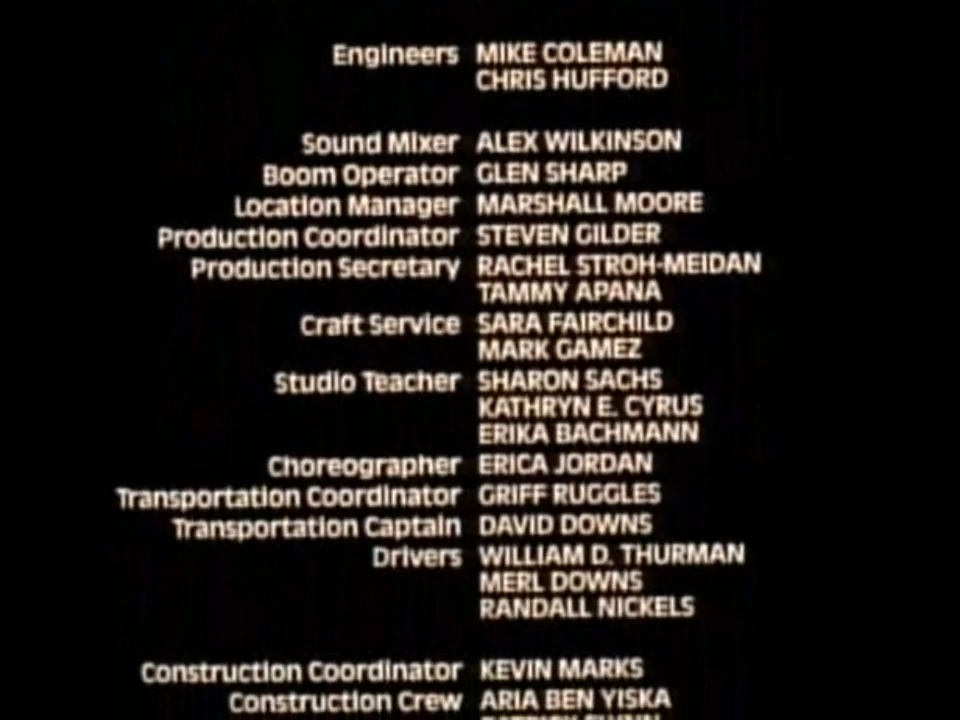 Engineers MIKE COLEMAN
CHRIS HUFFORD
Sound Mixer ALEX WILKINSON
Boom Operator GLEN SHARP
Location Manager MARSHALL MOORE
Production Coordinator STEVEN GILDER
Production Secretary RACHEL STROH-MEIDAN
TAMMY APANA
Craft Service SARA FAIRCHILD
MARK GAMEZ
Studio Teacher SHARON SACHS
KATHRYN E. CYRUS
ERIKA BACHMANN
Choreographer ERICA JORDAN
Transportation Coordinator GRIFF RUGGLES
Transportation Captain DAVID DOWNS
Drivers WILLIAM D. THURMAN
MERL DOWNS
RANDALL NICKELS
Construction Coordinator KEVIN MARKS
Construction Crew ARIA BEN YISKA